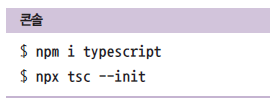 콘솔
$ npm i typescript
$ npx tsc --init